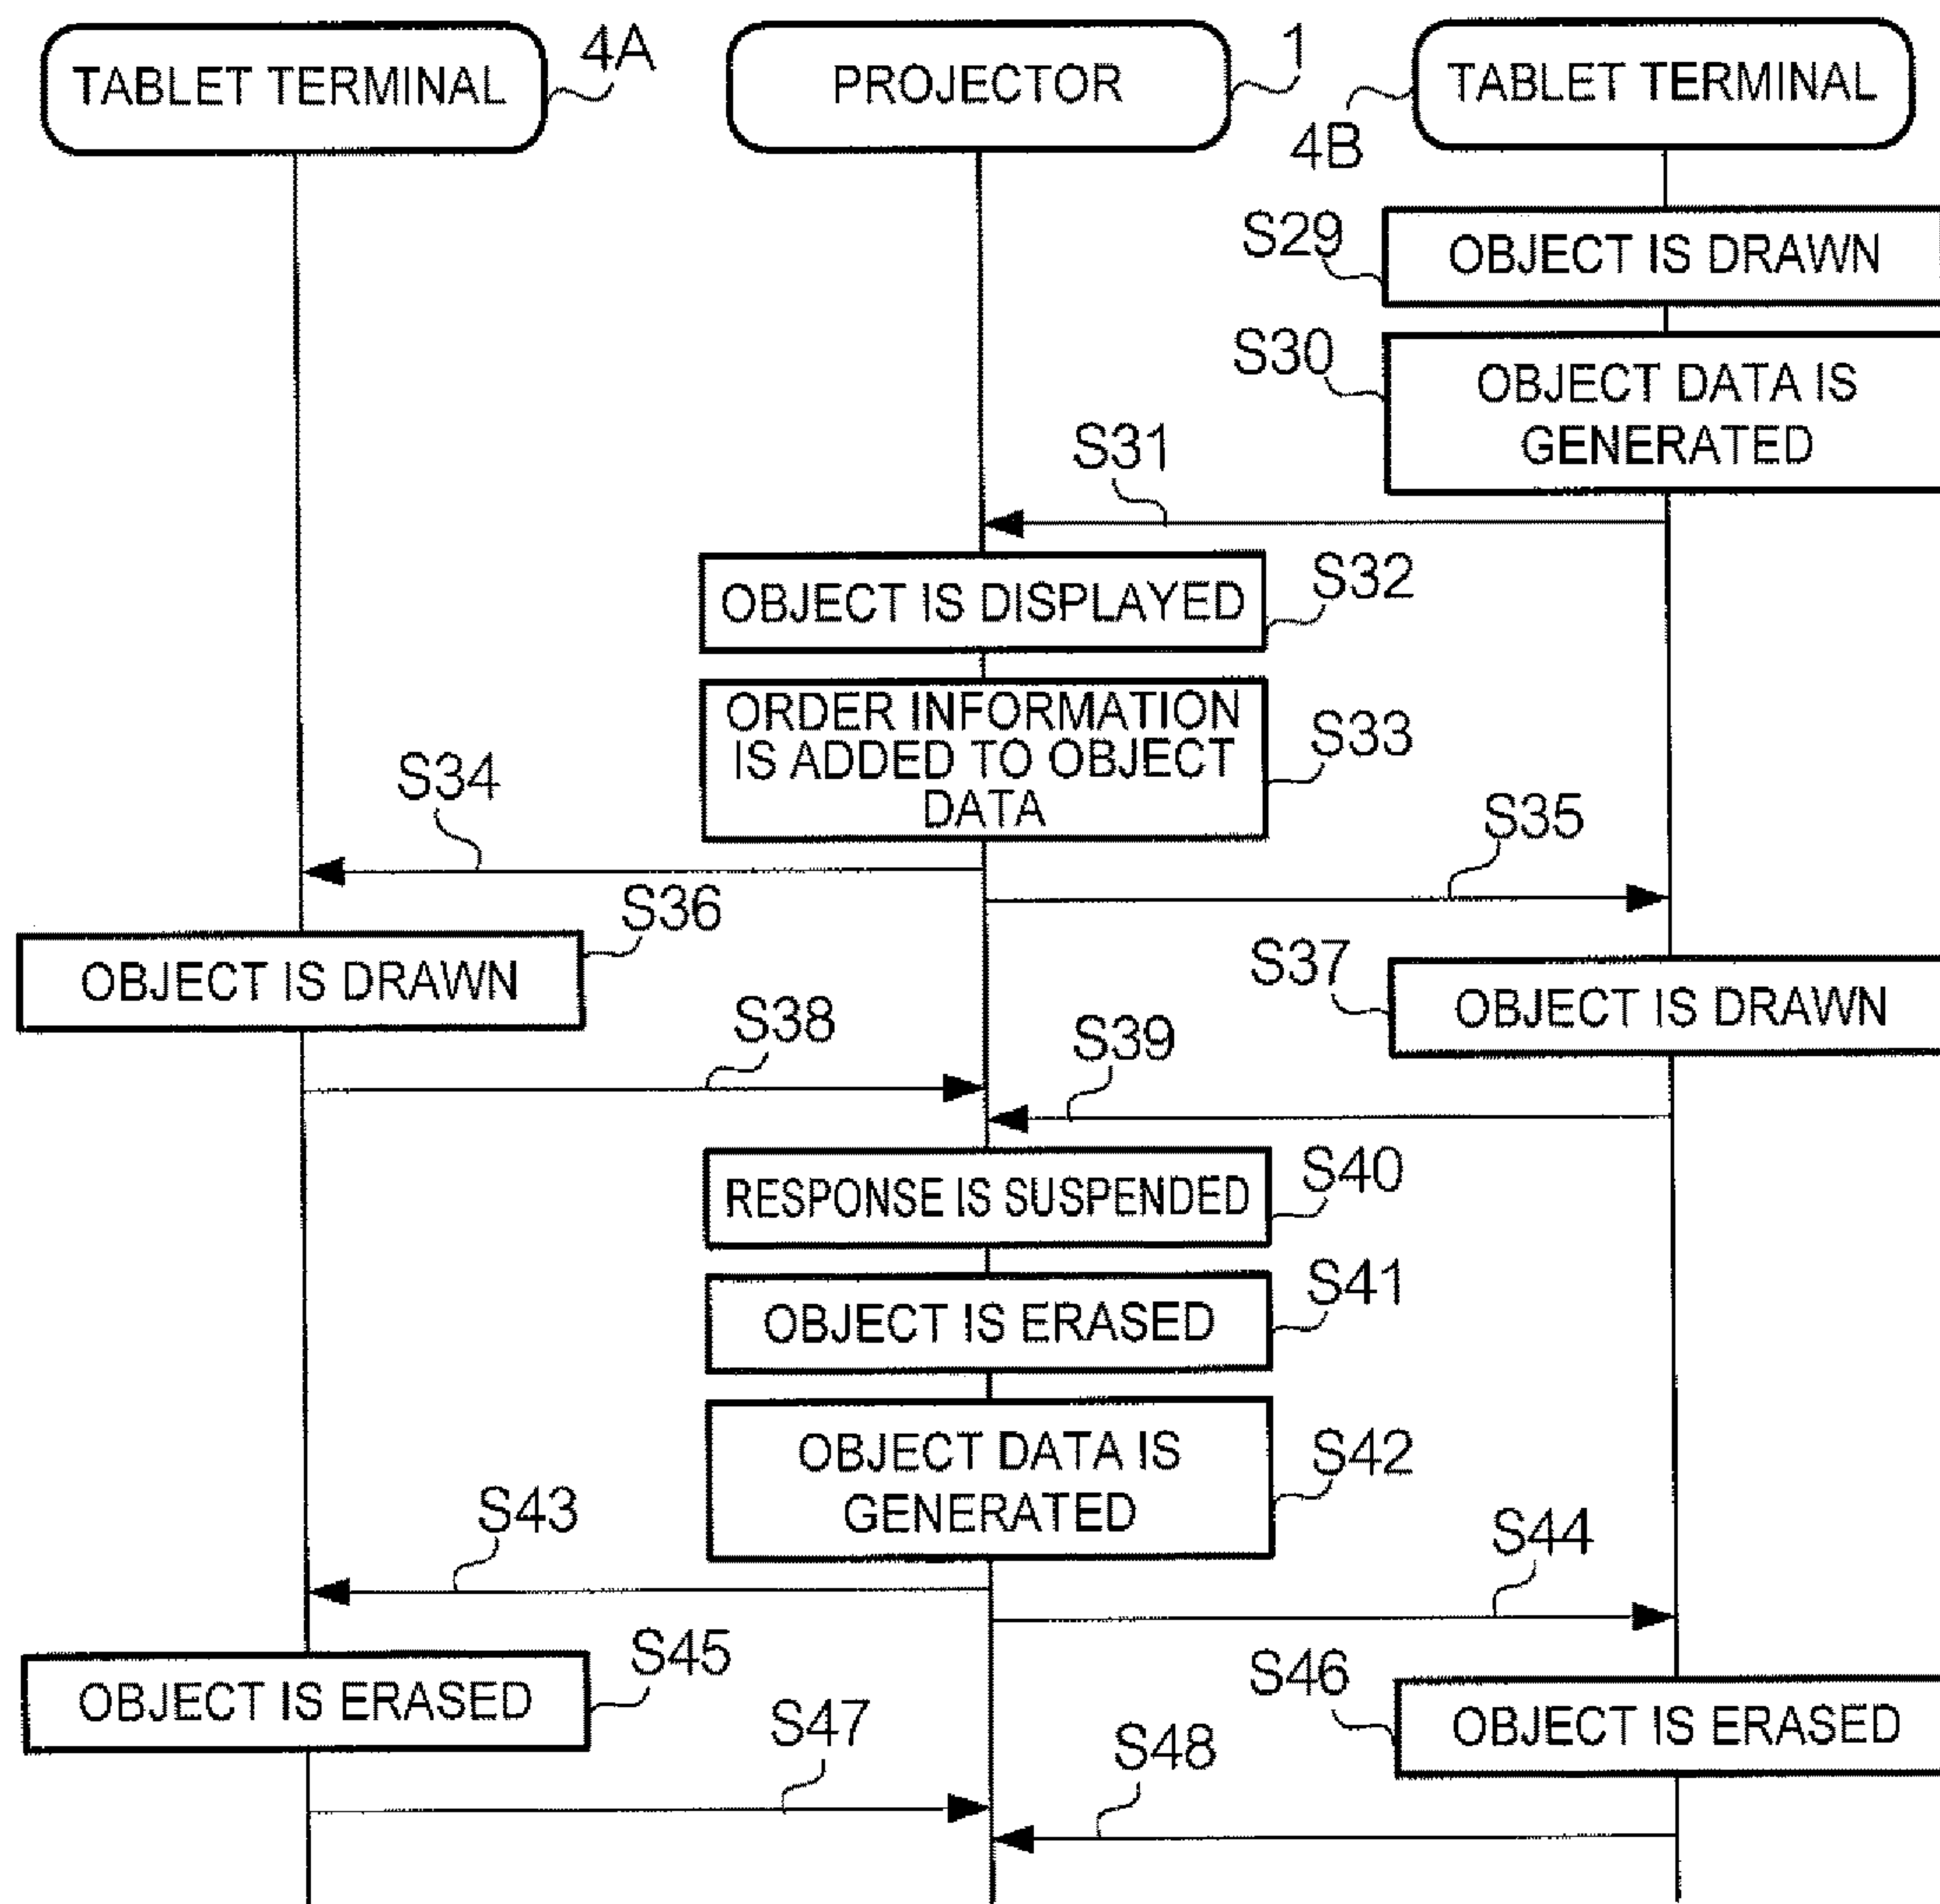 TABLET TERMINAL
4A
PROJECTOR
1
TABLET TERMINAL
4B
S29
OBJECT IS DRAWN
S30
OBJECT DATA IS
GENERATED
S31
OBJECT IS DISPLAYED
S32
ORDER INFORMATION
IS ADDED TO OBJECT
DATA
S33
S34
S35
S36
OBJECT IS DRAWN
S37
OBJECT IS DRAWN
S38
S39
RESPONSE IS SUSPENDED
S40
OBJECT IS ERASED
S41
OBJECT DATA IS
GENERATED
S42
S43
S44
OBJECT IS ERASED
S45
S46
OBJECT IS ERASED
S47
S48